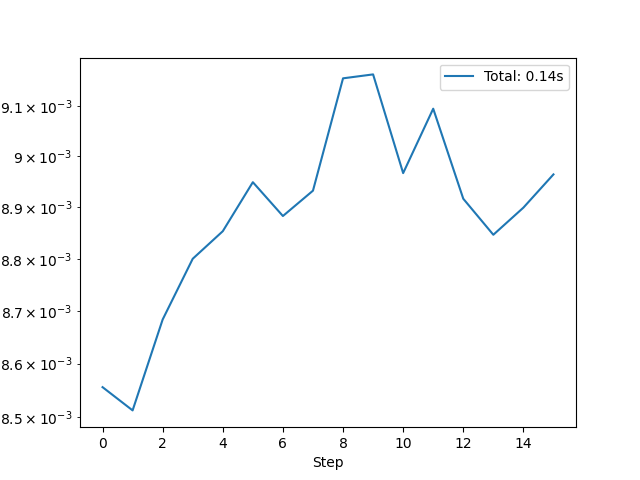 Total: 0.14s
9.1 × 10⁻³
9 × 10⁻³
8.9 × 10⁻³
8.8 × 10⁻³
8.7 × 10⁻³
8.6 × 10⁻³
8.5 × 10⁻³
0 2 4 6 8 10 12 14
Step